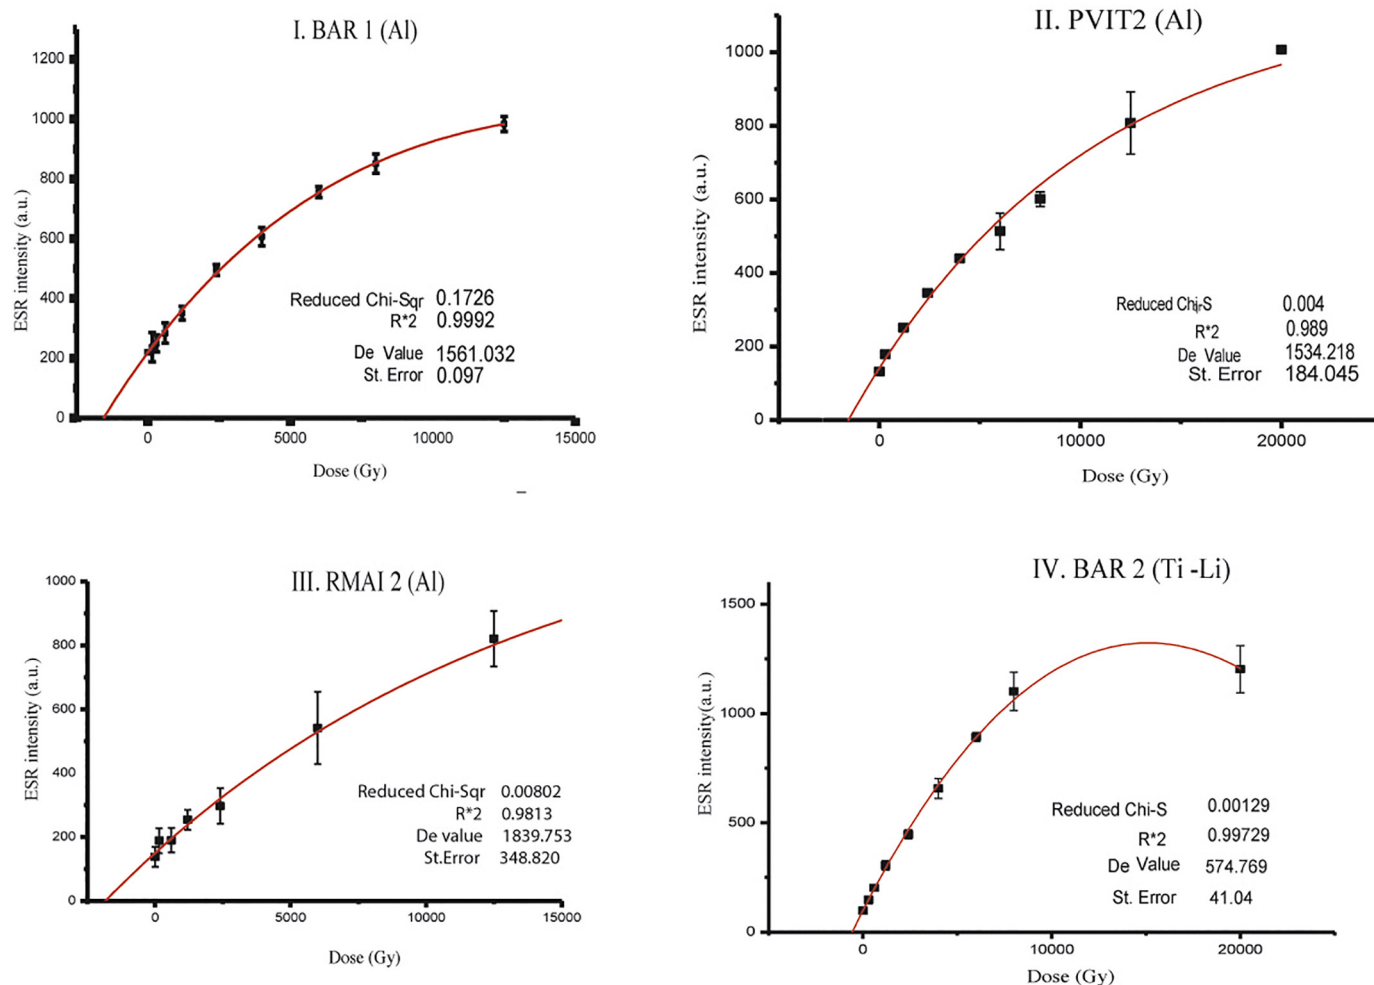 I. BAR 1 (Al)
ESR intensity (a.u.)
1200
1000
800
600
400
200
0
Reduced Chi-Sqr 0.1726
R*2 0.9992
De Value 1561.032
St. Error 0.097
0 5000 10000 15000
Dose (Gy)
II. PVIT2 (Al)
ESR intensity (a.u.)
1000
800
600
400
200
0
Reduced Chi-S 0.004
R*2 0.989
De Value 1534.218
St. Error 184.045
0 10000 20000
Dose (Gy)
III. RMAI 2 (Al)
ESR intensity (a.u.)
1000
800
600
400
200
0
Reduced Chi-Sqr 0.00802
R*2 0.9813
De value 1839.753
St.Error 348.820
0 5000 10000 15000
Dose (Gy)
IV. BAR 2 (Ti -Li)
ESR intensity(a.u.)
1500
1000
500
0
Reduced Chi-S 0.00129
R*2 0.99729
De Value 574.769
St. Error 41.04
0 10000 20000
Dose (Gy)